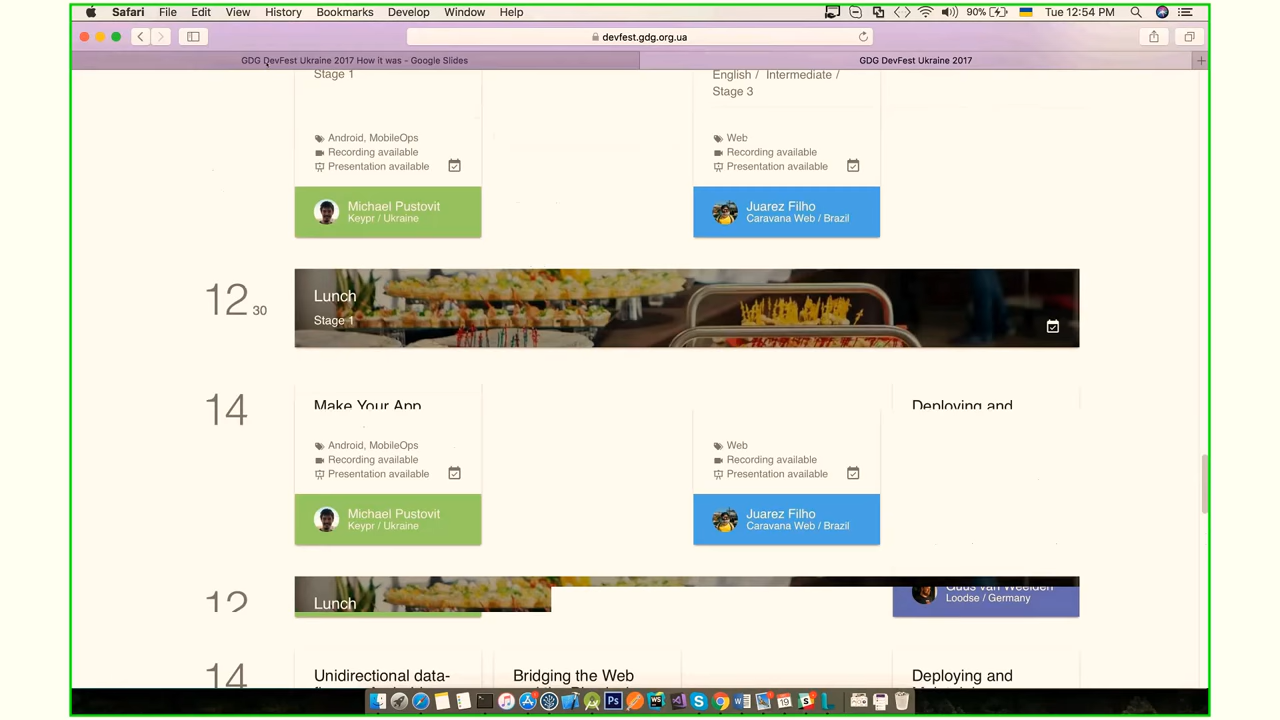 Safari File Edit View History Bookmarks Develop Window Help 90% Tue 12:54 PM
devfest.gdg.org.ua
GDG DevFest Ukraine 2017 How it was - Google Slides
GDG DevFest Ukraine 2017
Stage 1
English / Intermediate /
Stage 3
Android, MobileOps
Recording available
Presentation available
Web
Recording available
Presentation available
Michael Pustovit
Keypr / Ukraine
Juarez Filho
Caravana Web / Brazil
12 30
Lunch
Stage 1
14
Make Your App
Deploying and
Android, MobileOps
Recording available
Presentation available
Web
Recording available
Presentation available
Michael Pustovit
Keypr / Ukraine
Juarez Filho
Caravana Web / Brazil
12
Lunch
Guus van Weelden
Loodse / Germany
14
Unidirectional data-
Bridging the Web
Deploying and